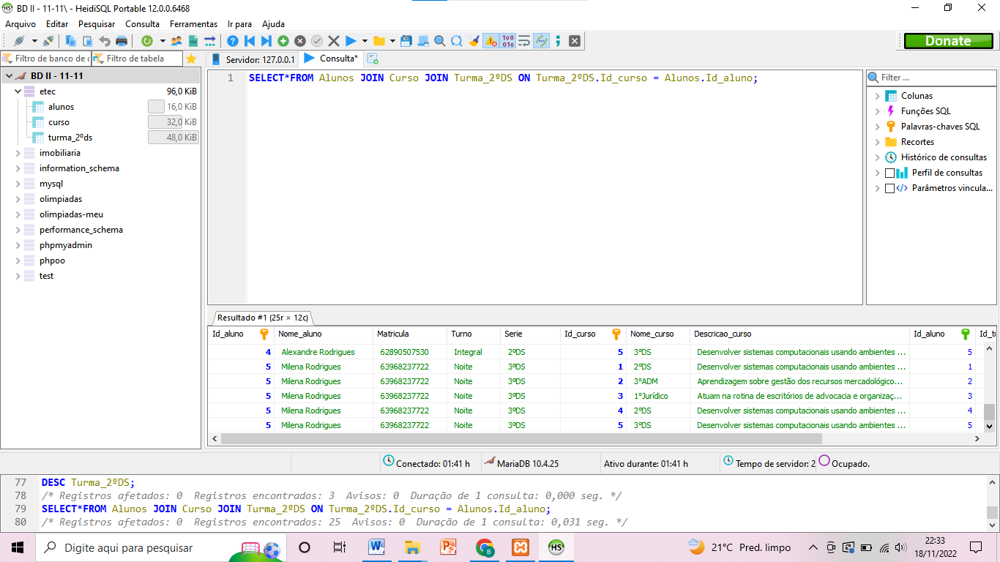 BD II - 11-11\ - HeidiSQL Portable 12.0.0.6468
Arquivo Editar Pesquisar Consulta Ferramentas Ir para Ajuda
Donate
Filtro de banco de Filtro de tabela
Servidor: 127.0.0.1 Consulta*
BD II - 11-11
etec 96,0 KiB
alunos 16,0 KiB
curso 32,0 KiB
turma_2ºds 48,0 KiB
imobiliaria
information_schema
mysql
olimpiadas
olimpiadas-meu
performance_schema
phpmyadmin
phpoo
test
1 SELECT*FROM Alunos JOIN Curso JOIN Turma_2ºDS ON Turma_2ºDS.Id_curso = Alunos.Id_aluno;
Filter ...
Colunas
Funções SQL
Palavras-chaves SQL
Recortes
Histórico de consultas
Perfil de consultas
Parâmetros vincula...
Resultado #1 (25r × 12c)
Id_aluno Nome_aluno Matricula Turno Serie Id_curso Nome_curso Descricao_curso Id_aluno
4 Alexandre Rodrigues 62890507530 Integral 2ºDS 5 3ºDS Desenvolver sistemas computacionais usando ambientes ... 5
5 Milena Rodrigues 63968237722 Noite 3ºDS 1 2ºDS Desenvolver sistemas computacionais usando ambientes ... 1
5 Milena Rodrigues 63968237722 Noite 3ºDS 2 3ºADM Aprendizagem sobre gestão dos recursos mercadológico... 2
5 Milena Rodrigues 63968237722 Noite 3ºDS 3 1ºJurídico Atuam na rotina de escritórios de advocacia e organizaç... 3
5 Milena Rodrigues 63968237722 Noite 3ºDS 4 2ºDS Desenvolver sistemas computacionais usando ambientes ... 4
5 Milena Rodrigues 63968237722 Noite 3ºDS 5 3ºDS Desenvolver sistemas computacionais usando ambientes ... 5
Conectado: 01:41 h MariaDB 10.4.25 Ativo durante: 01:41 h Tempo de servidor: 2 Ocupado.
77 DESC Turma_2ºDS;
78 /* Registros afetados: 0 Registros encontrados: 3 Avisos: 0 Duração de 1 consulta: 0,000 seg. */
79 SELECT*FROM Alunos JOIN Curso JOIN Turma_2ºDS ON Turma_2ºDS.Id_curso = Alunos.Id_aluno;
80 /* Registros afetados: 0 Registros encontrados: 25 Avisos: 0 Duração de 1 consulta: 0,031 seg. */
Digite aqui para pesquisar
21°C Pred. limpo
22:33
18/11/2022